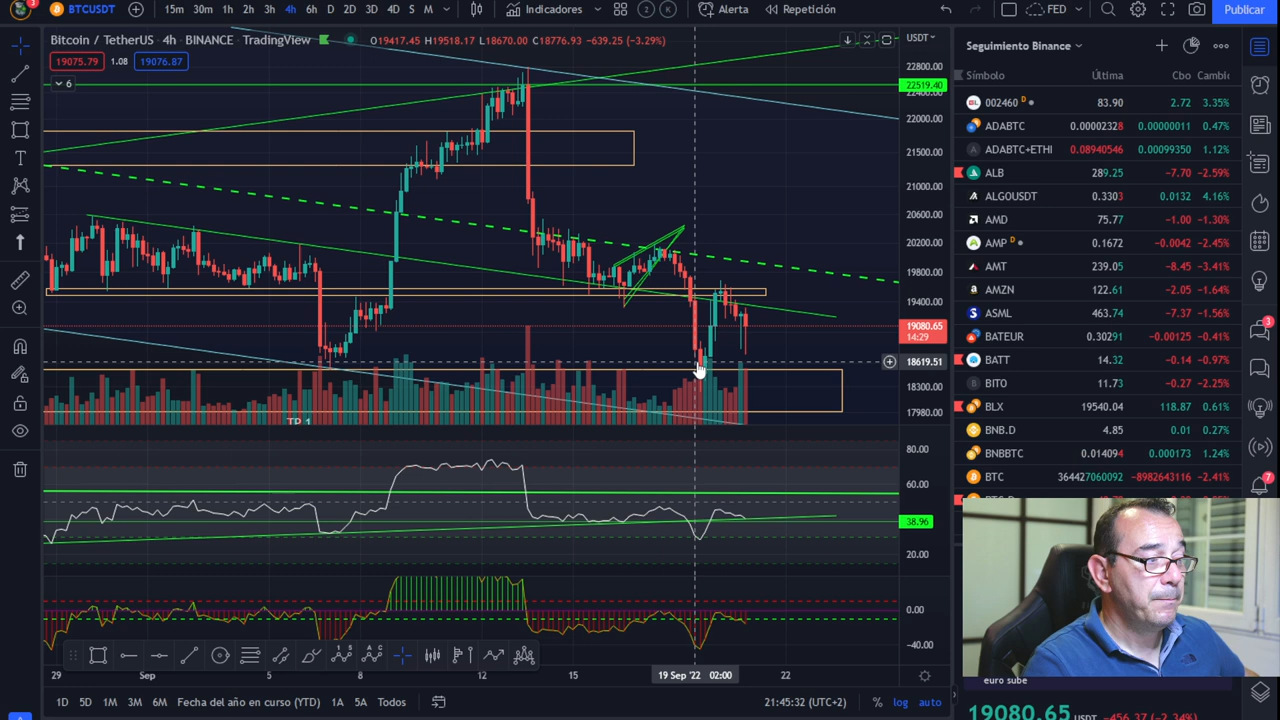 3
BTCUSDT
15m 30m 1h 2h 3h 4h 6h D 2D 3D 4D S M
Indicadores
2 K
Alerta
Repetición
FED
Publicar
Bitcoin / TetherUS · 4h · BINANCE · TradingView
O19417.45 H19518.17 L18670.00 C18776.93 -639.25 (-3.29%)
19075.79 1.08 19076.87
6
USDT
22800.00
22519.40
22400.00
22000.00
21500.00
21000.00
20600.00
20200.00
19800.00
19400.00
19080.65
14:29
18619.51
18300.00
17980.00
TP 1
80.00
60.00
38.96
20.00
0.00
-40.00
29 Sep 5 8 12 15 19 Sep '22 02:00 22
1D 5D 1M 3M 6M Fecha del año en curso (YTD) 1A 5A Todos
21:45:32 (UTC+2)
% log auto
Seguimiento Binance
Símbolo Última Cbo Cambic
002460 D 83.90 2.72 3.35%
ADABTC 0.00002328 0.00000011 0.47%
ADABTC+ETHI 0.08940546 0.00099350 1.12%
ALB 289.25 -7.70 -2.59%
ALGOUSDT 0.3303 0.0132 4.16%
AMD 75.77 -1.00 -1.30%
AMP D 0.1672 -0.0042 -2.45%
AMT 239.05 -8.45 -3.41%
AMZN 122.61 -2.05 -1.64%
ASML 463.74 -7.37 -1.56%
BATEUR 0.30291 -0.00125 -0.41%
BATT 14.32 -0.14 -0.97%
BITO 11.73 -0.27 -2.25%
BLX 19540.04 118.87 0.61%
BNB.D 4.85 0.01 0.27%
BNBBTC 0.014094 0.000173 1.24%
BTC 364427060092 -8982643116 -2.41%
3
7
euro sube
19080.65 USDT -456.37 (-2.34%)